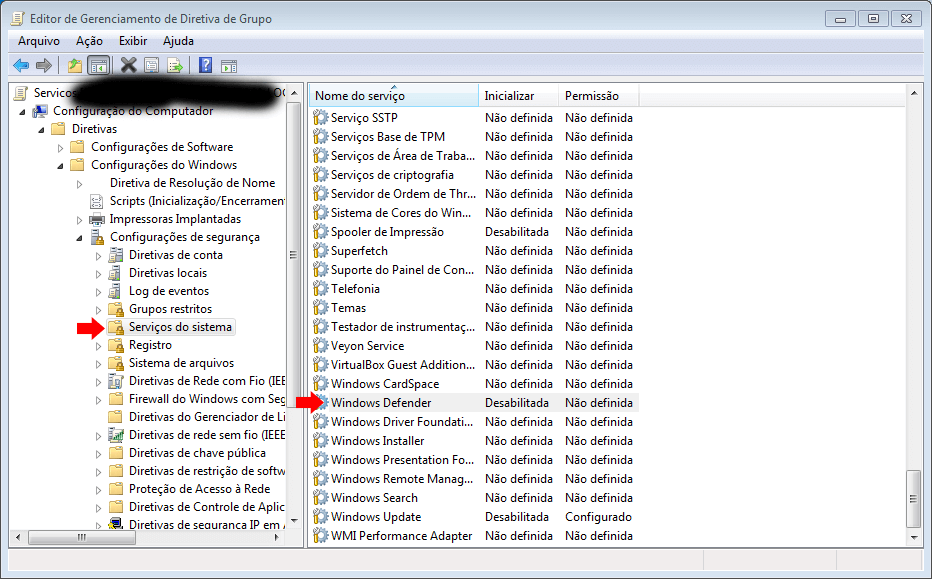 Editor de Gerenciamento de Diretiva de Grupo
Arquivo Ação Exibir Ajuda
Servicos
Configuração do Computador
Diretivas
Configurações de Software
Configurações do Windows
Diretiva de Resolução de Nome
Scripts (Inicialização/Encerramen
Impressoras Implantadas
Configurações de segurança
Diretivas de conta
Diretivas locais
Log de eventos
Grupos restritos
Serviços do sistema
Registro
Sistema de arquivos
Diretivas de Rede com Fio (IEE
Firewall do Windows com Seg
Diretivas do Gerenciador de Li
Diretivas de rede sem fio (IEEE
Diretivas de chave pública
Diretivas de restrição de softw
Proteção de Acesso à Rede
Diretivas de Controle de Aplic
Diretivas de segurança IP em A
Nome do serviço Inicializar Permissão
Serviço SSTP Não definida Não definida
Serviços Base de TPM Não definida Não definida
Serviços de Área de Traba... Não definida Não definida
Serviços de criptografia Não definida Não definida
Servidor de Ordem de Thr... Não definida Não definida
Sistema de Cores do Win... Não definida Não definida
Spooler de Impressão Desabilitada Não definida
Superfetch Não definida Não definida
Suporte do Painel de Con... Não definida Não definida
Telefonia Não definida Não definida
Temas Não definida Não definida
Testador de instrumentaç... Não definida Não definida
Veyon Service Não definida Não definida
VirtualBox Guest Addition... Não definida Não definida
Windows CardSpace Não definida Não definida
Windows Defender Desabilitada Não definida
Windows Driver Foundati... Não definida Não definida
Windows Installer Não definida Não definida
Windows Presentation Fo... Não definida Não definida
Windows Remote Manag... Não definida Não definida
Windows Search Não definida Não definida
Windows Update Desabilitada Configurado
WMI Performance Adapter Não definida Não definida